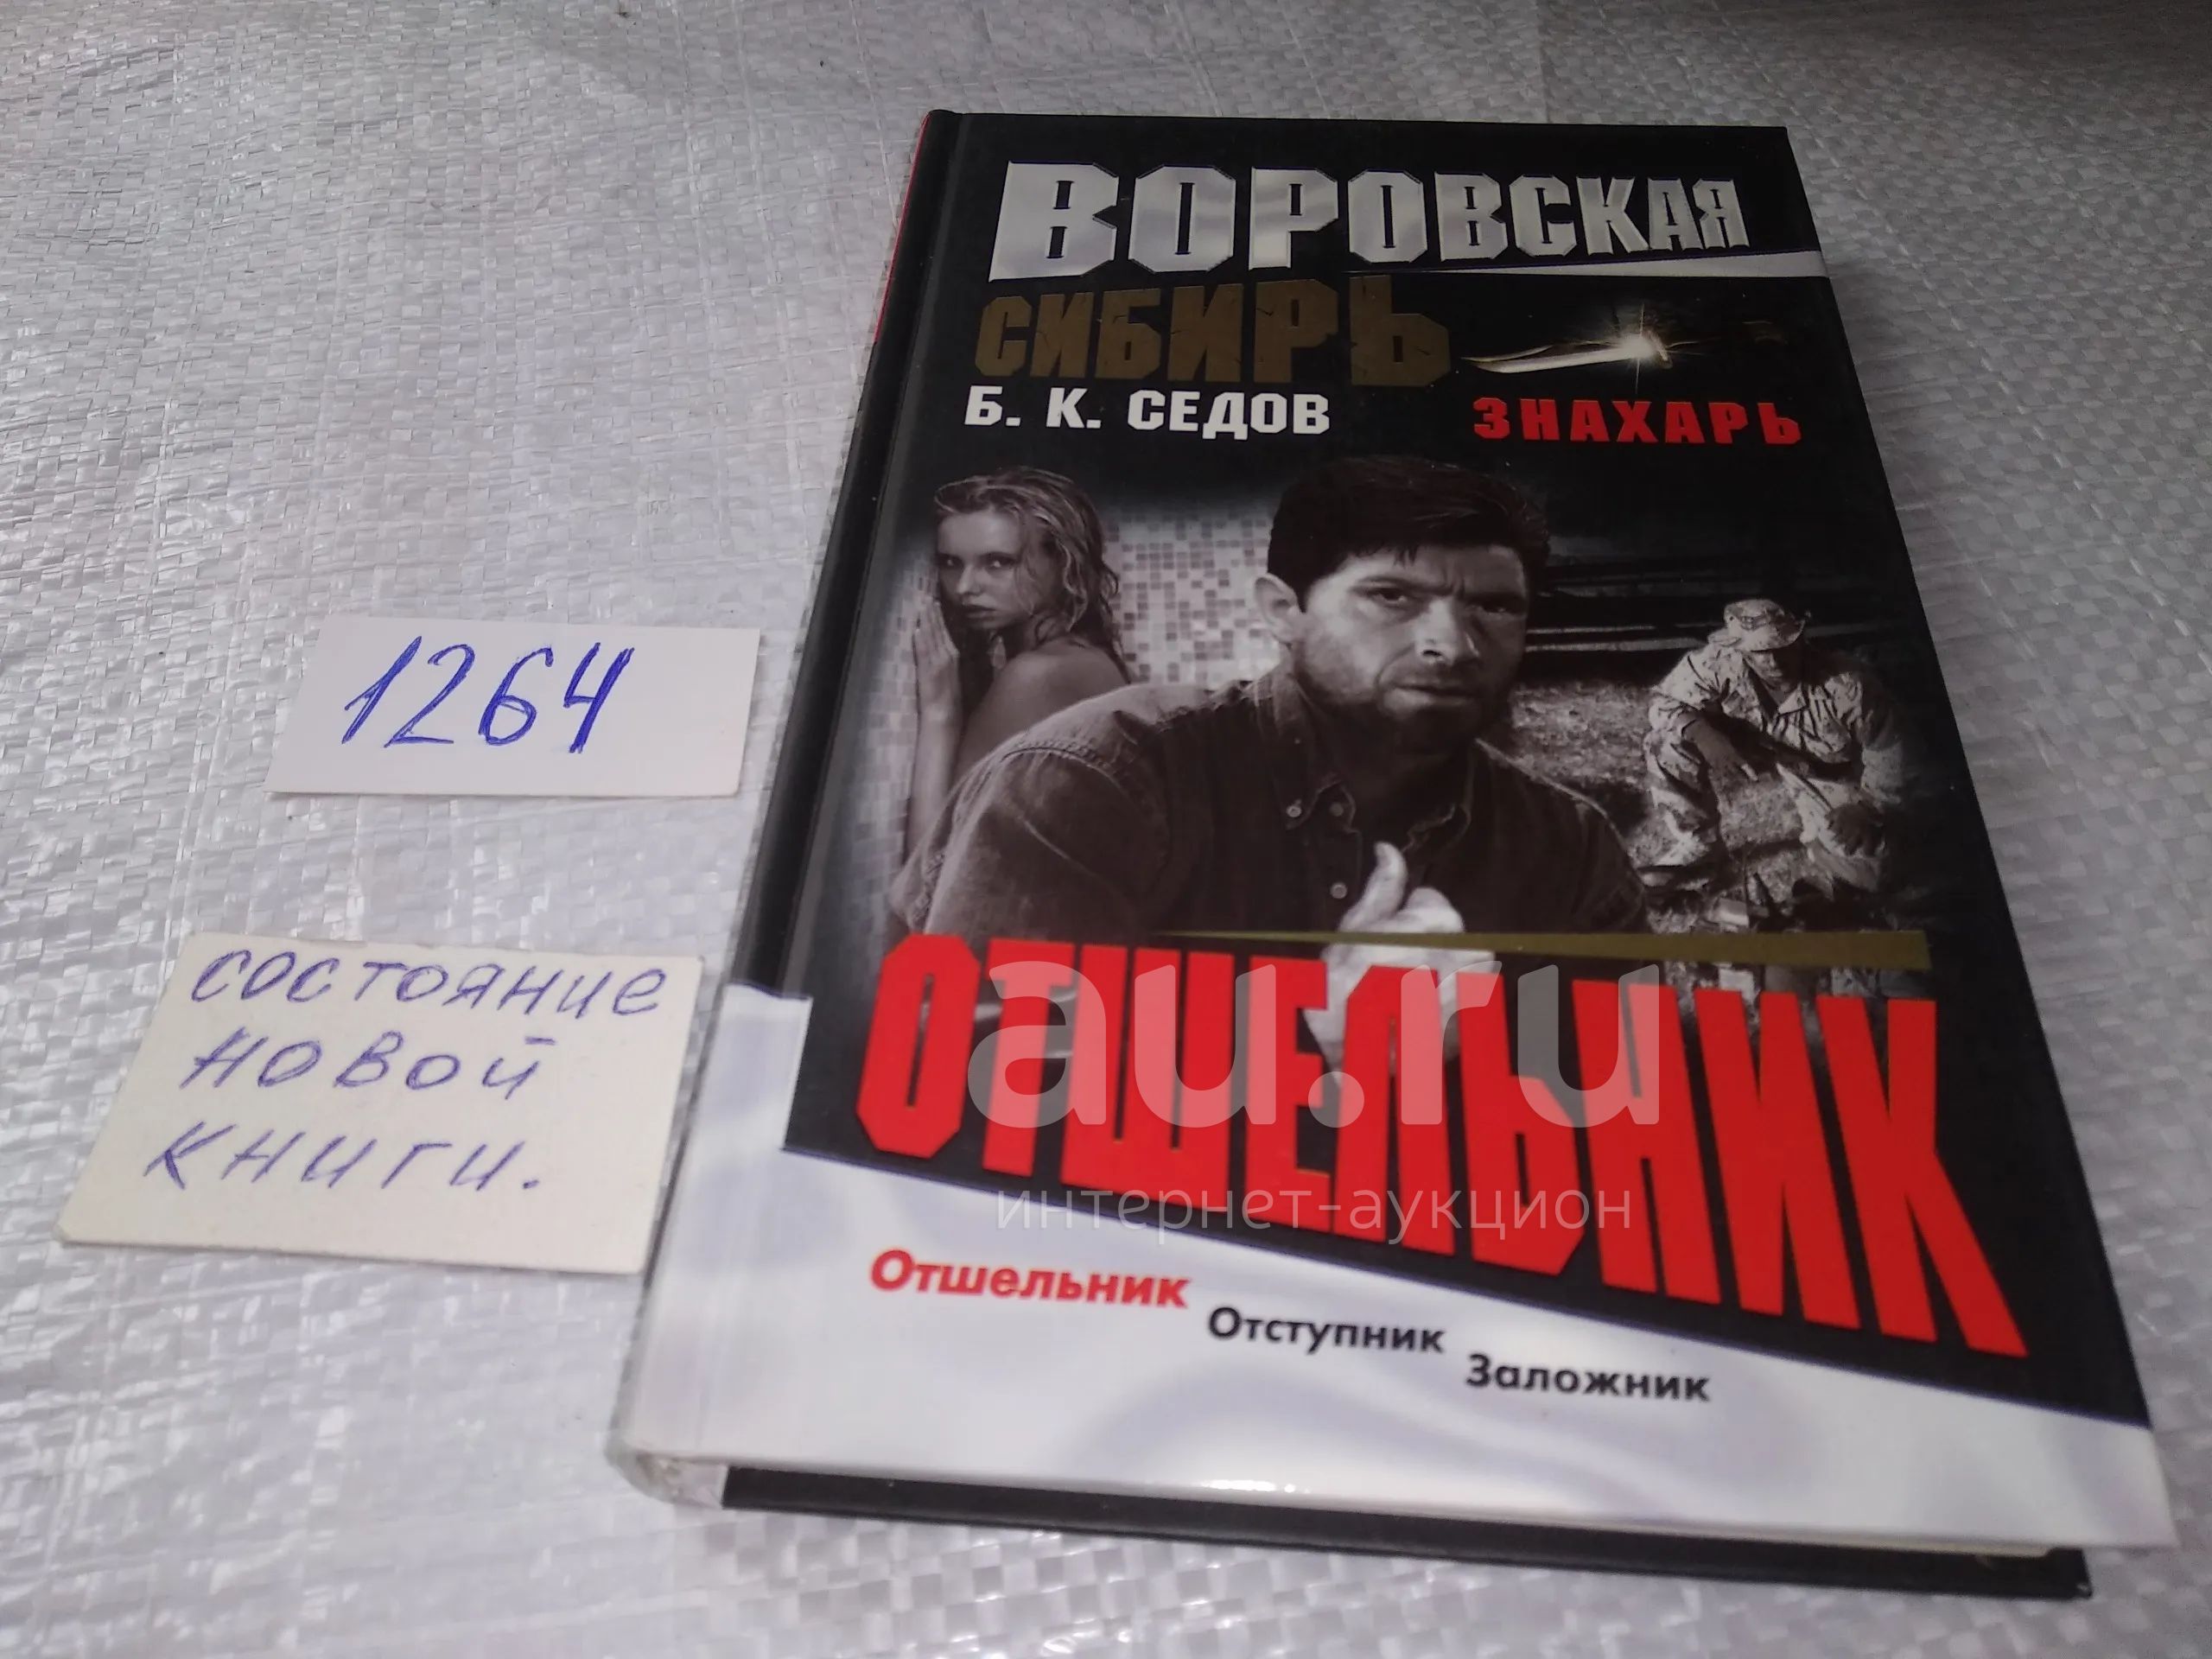 ВОРОВСКАЯ
СИБИРЬ
Б. К. СЕДОВ
ЗНАХАРЬ
1264
состояние
новой
книги.
ОТШЕЛЬНИК
au.ru
интернет-аукцион
Отшельник
Отступник
Заложник